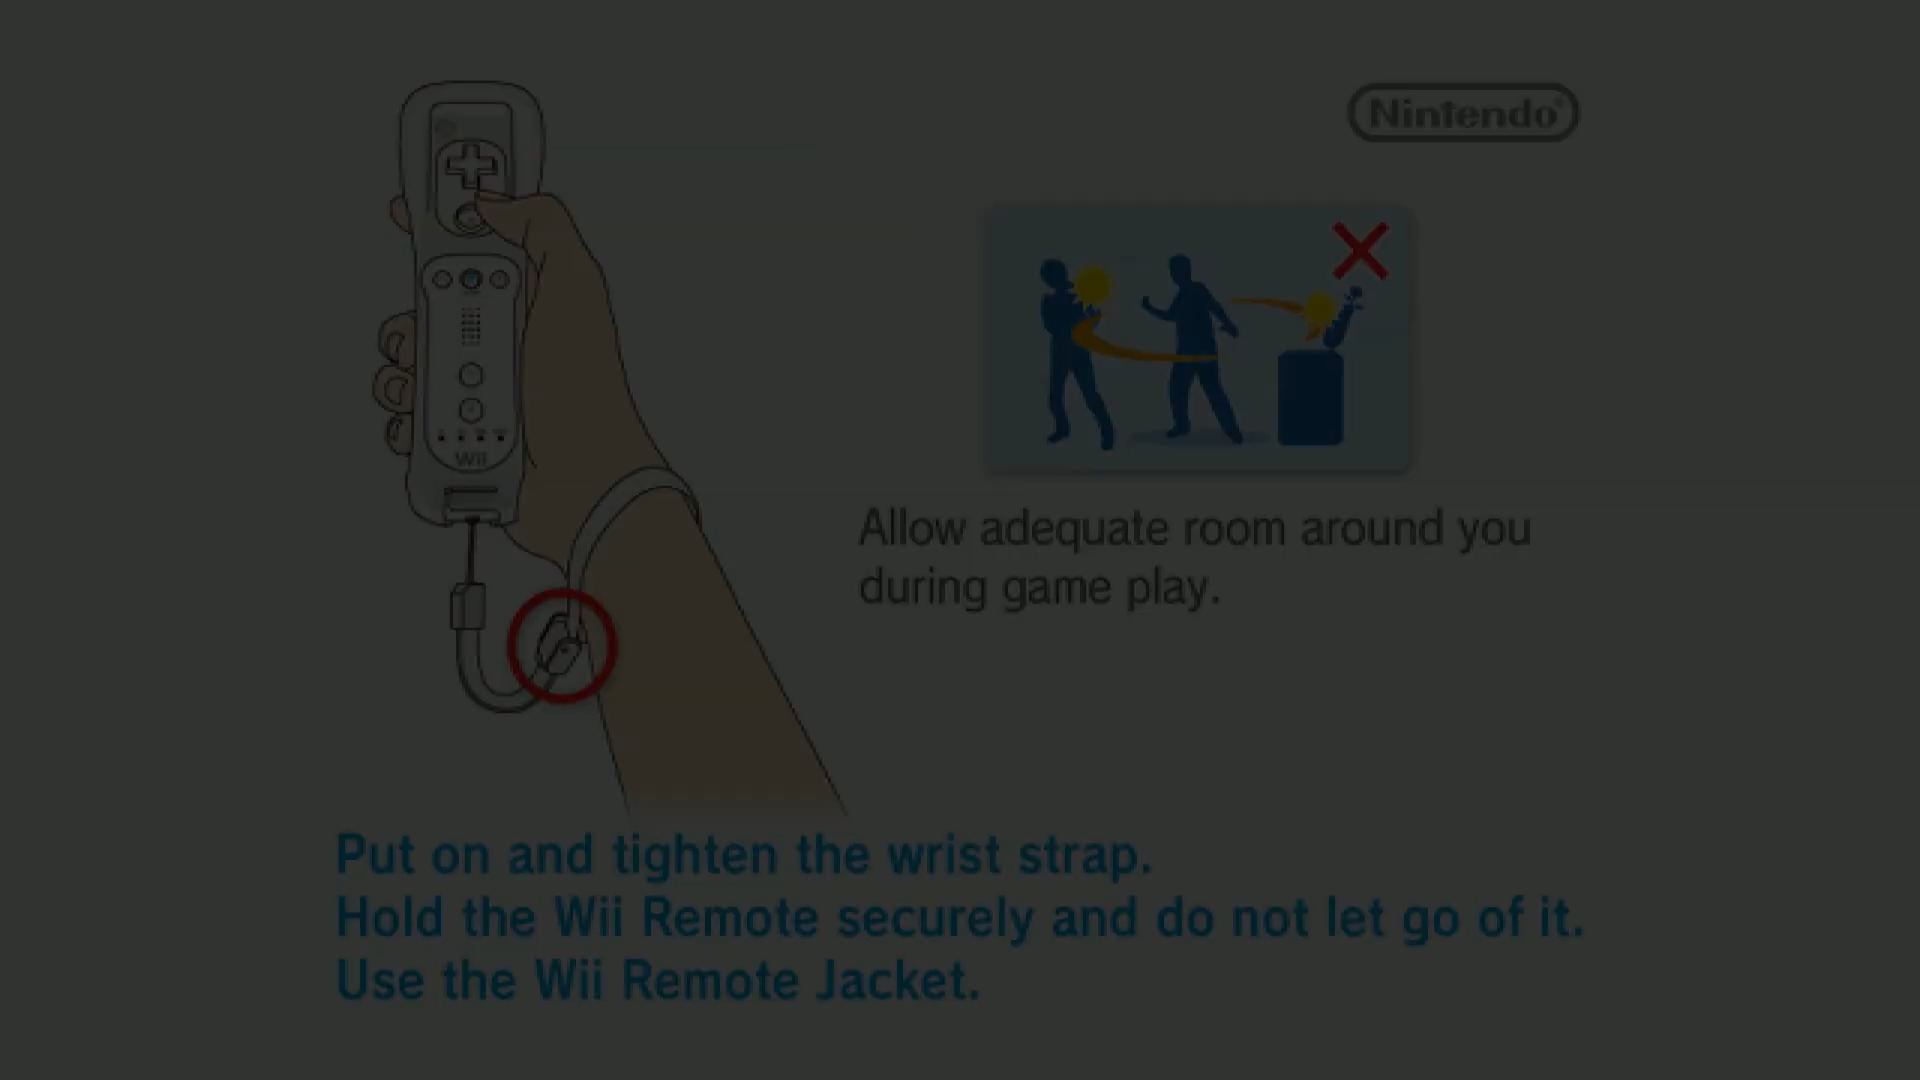 Nintendo®
Wii
Allow adequate room around you
during game play.
Put on and tighten the wrist strap.
Hold the Wii Remote securely and do not let go of it.
Use the Wii Remote Jacket.